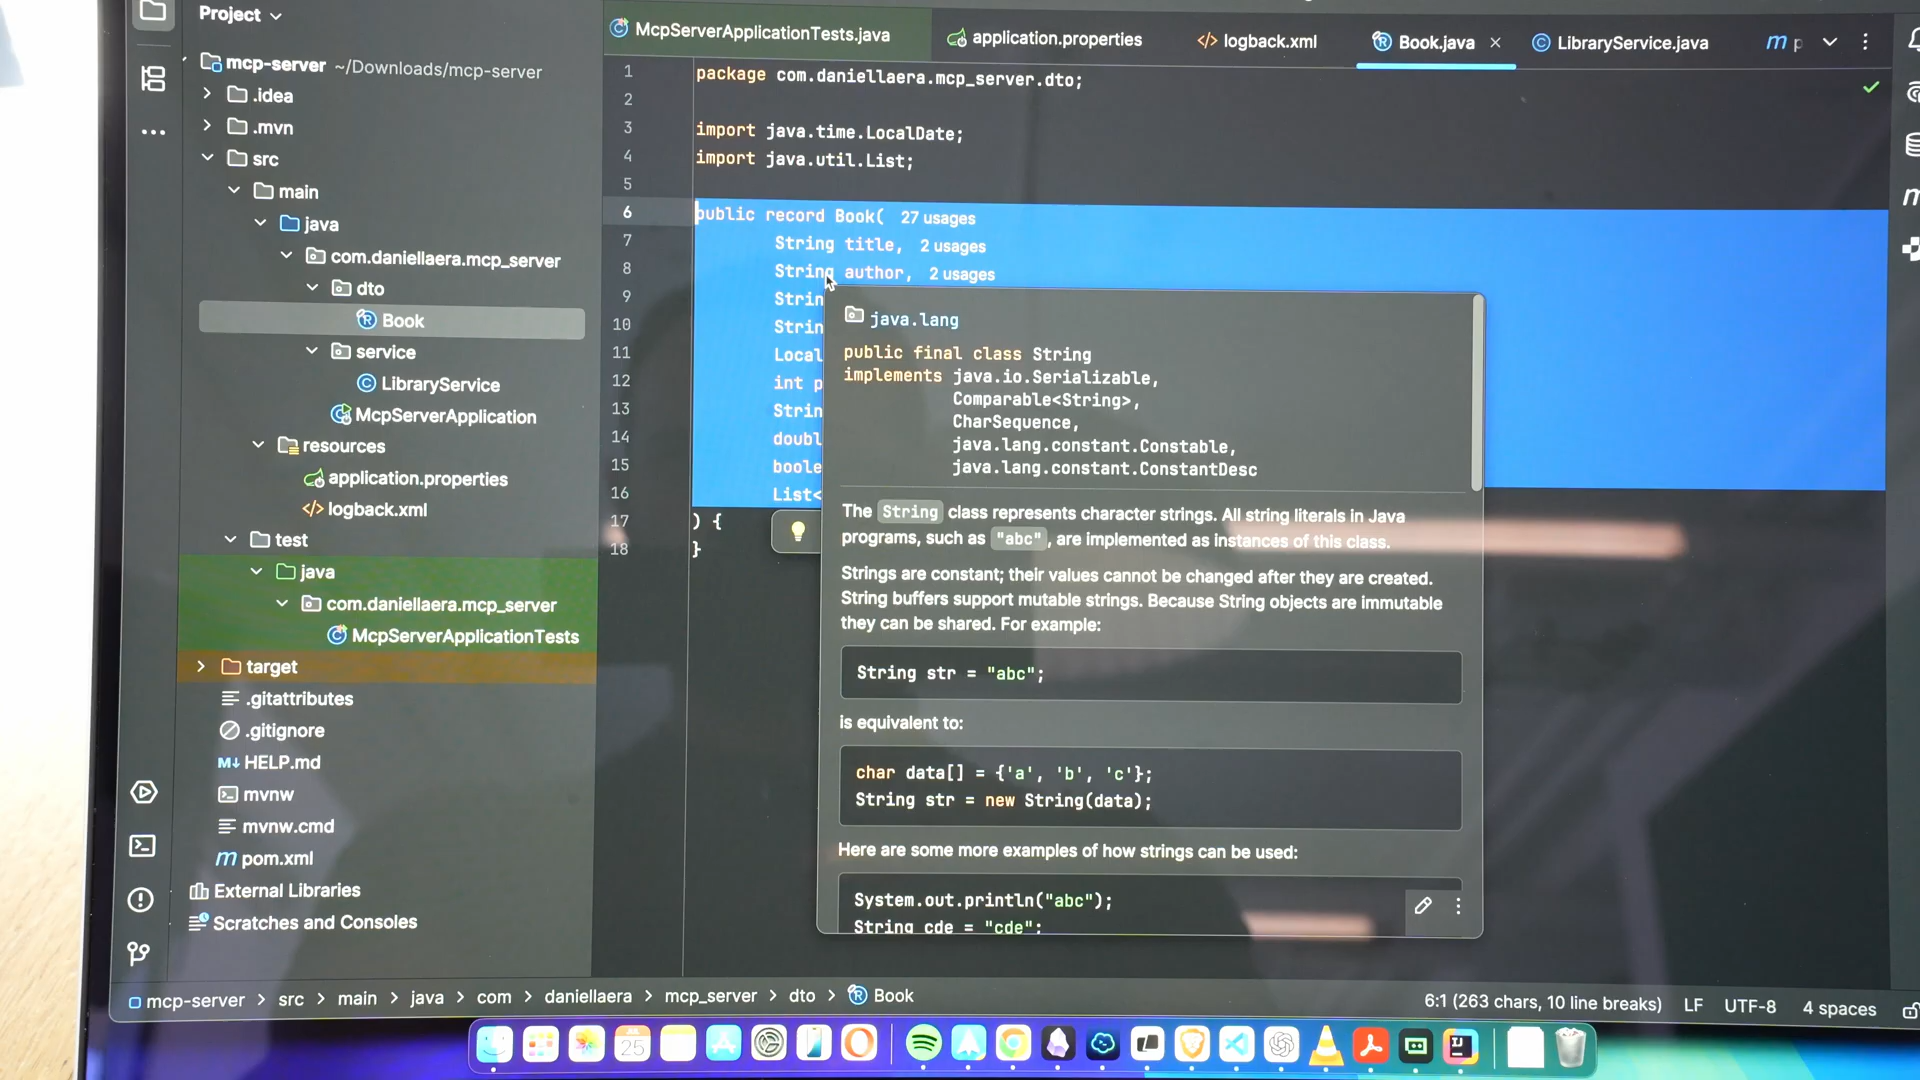 Project
McpServerApplicationTests.java
application.properties
</> logback.xml
Book.java
LibraryService.java
m p
mcp-server ~/Downloads/mcp-server
.idea
.mvn
src
main
java
com.daniellaera.mcp_server
dto
Book
service
LibraryService
McpServerApplication
resources
application.properties
</> logback.xml
test
java
com.daniellaera.mcp_server
McpServerApplicationTests
target
.gitattributes
.gitignore
M↓ HELP.md
mvnw
mvnw.cmd
m pom.xml
External Libraries
Scratches and Consoles
1 package com.daniellaera.mcp_server.dto;
2
3 import java.time.LocalDate;
4 import java.util.List;
5
6 public record Book( 27 usages
7 String title, 2 usages
8 String author, 2 usages
9 Strin
10 Strin
11 Local
12 int p
13 Strin
14 doubl
15 boole
16 List<
17 ) {
18 }
java.lang
public final class String
implements java.io.Serializable,
Comparable<String>,
CharSequence,
java.lang.constant.Constable,
java.lang.constant.ConstantDesc
The String class represents character strings. All string literals in Java
programs, such as "abc", are implemented as instances of this class.
Strings are constant; their values cannot be changed after they are created.
String buffers support mutable strings. Because String objects are immutable
they can be shared. For example:
String str = "abc";
is equivalent to:
char data[] = {'a', 'b', 'c'};
String str = new String(data);
Here are some more examples of how strings can be used:
System.out.println("abc");
String cde = "cde";
mcp-server > src > main > java > com > daniellaera > mcp_server > dto > Book
6:1 (263 chars, 10 line breaks) LF UTF-8 4 spaces
25